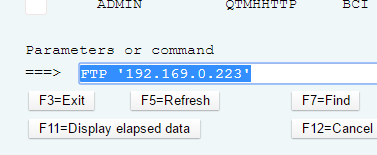 ADMIN QTMHHTTP BCI
Parameters or command
===> FTP '192.169.0.223'
F3=Exit F5=Refresh F7=Find
F11=Display elapsed data F12=Cancel